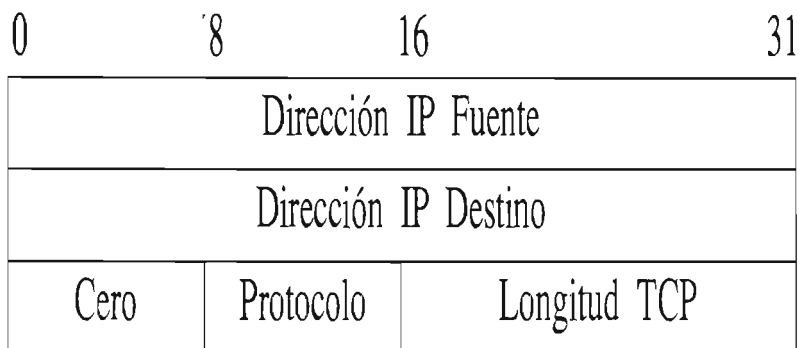 0 8 16 31
Dirección IP Fuente
Dirección IP Destino
Cero Protocolo Longitud TCP